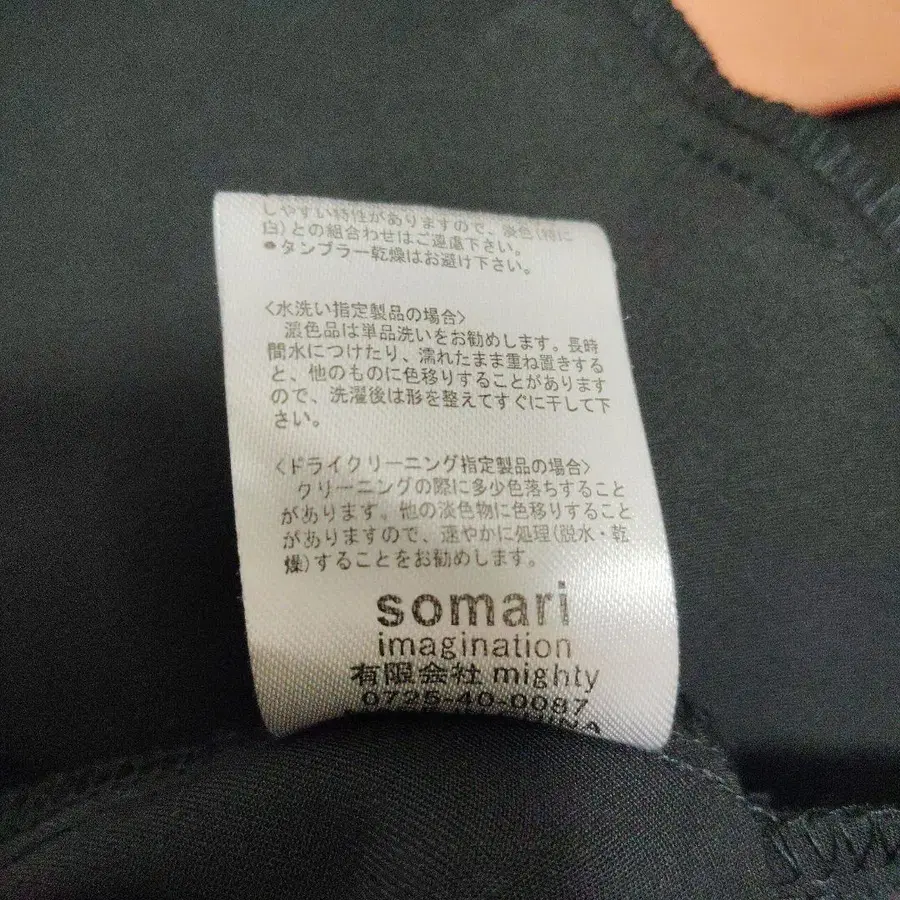 しやすい特性がありますので、淡色(特に
白)との組合わせはご遠慮下さい。
●タンブラー乾燥はお避け下さい。
〈水洗い指定製品の場合〉
濃色品は単品洗いをお勧めします。長時
間水につけたり、濡れたまま重ね置きする
と、他のものに色移りすることがあります
ので、洗濯後は形を整えてすぐに干して下
さい。
〈ドライクリーニング指定製品の場合〉
クリーニングの際に多少色落ちすること
があります。他の淡色物に色移りすること
がありますので、速やかに処理(脱水・乾
燥)することをお勧めします。
somari
imagination
有限会社 mighty
0725-40-0087